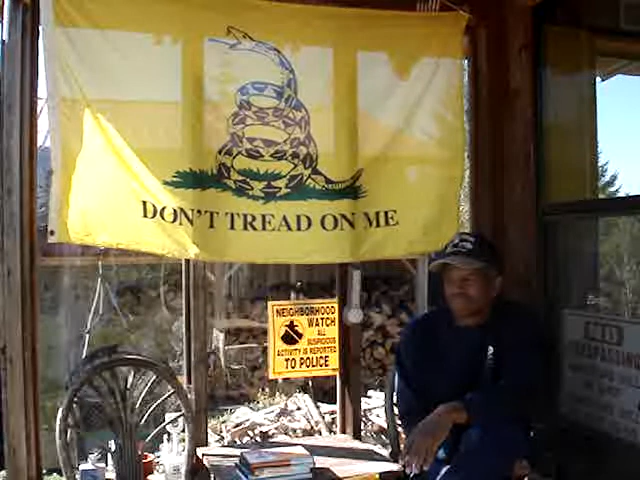 DON'T TREAD ON ME
NEIGHBORHOOD
WATCH
ALL
SUSPICIOUS
ACTIVITY IS REPORTED
TO POLICE
NO
TRESPASSING